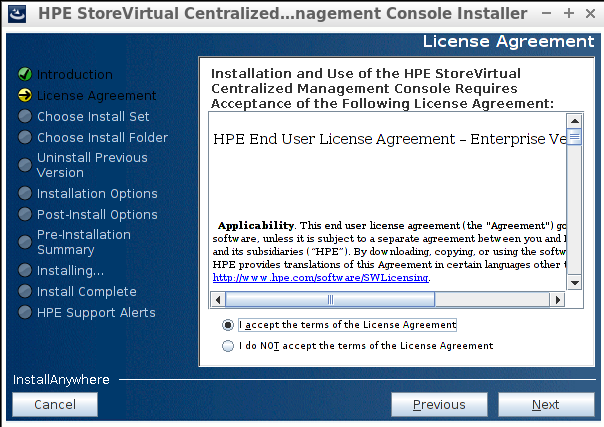 HPE StoreVirtual Centralized...nagement Console Installer
License Agreement
Introduction
License Agreement
Choose Install Set
Choose Install Folder
Uninstall Previous
Version
Installation Options
Post-Install Options
Pre-Installation
Summary
Installing...
Install Complete
HPE Support Alerts
Installation and Use of the HPE StoreVirtual
Centralized Management Console Requires
Acceptance of the Following License Agreement:
HPE End User License Agreement – Enterprise Ve
Applicability. This end user license agreement (the "Agreement") go
software, unless it is subject to a separate agreement between you and
and its subsidiaries (“HPE”). By downloading, copying, or using the softw
HPE provides translations of this Agreement in certain languages other t
http://www.hpe.com/software/SWLicensing.
I accept the terms of the License Agreement
I do NOT accept the terms of the License Agreement
InstallAnywhere
Cancel
Previous
Next